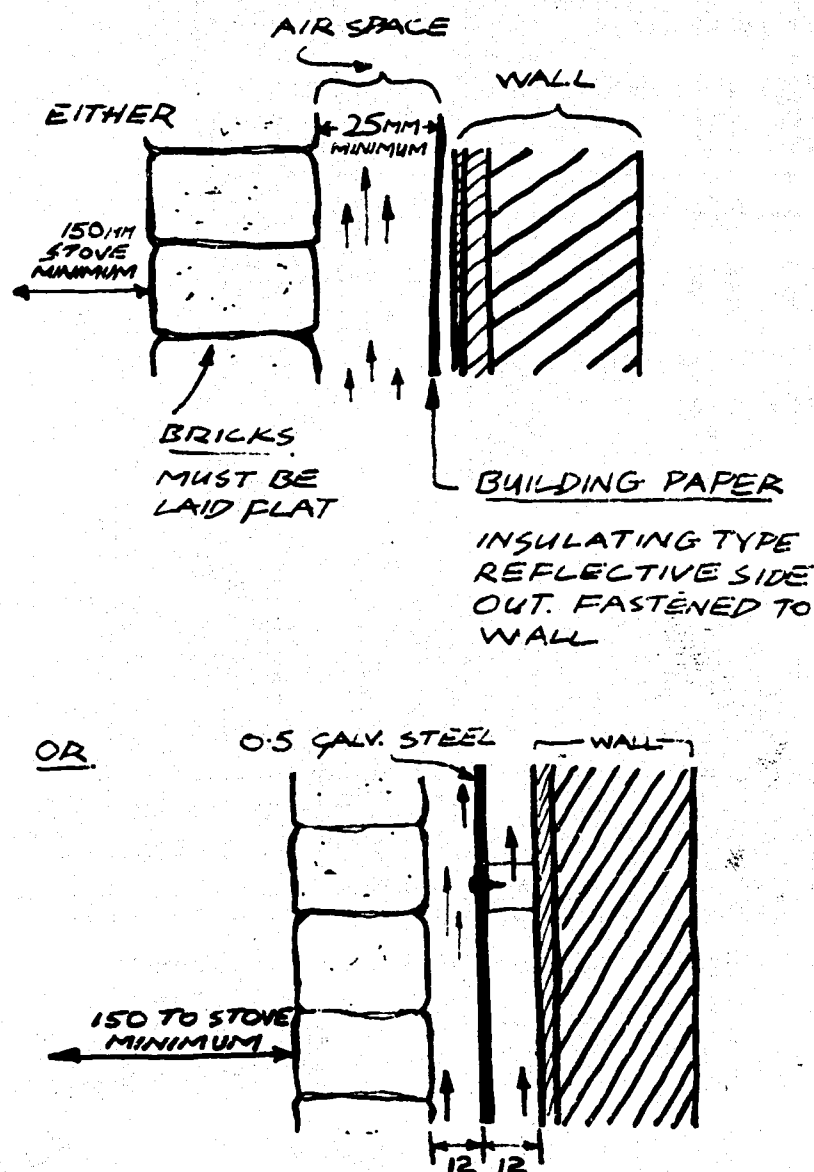 AIR SPACE
WALL
EITHER
25MM
MINIMUM
150MM
STOVE
MINIMUM
BRICKS
MUST BE
LAID FLAT
BUILDING PAPER
INSULATING TYPE
REFLECTIVE SIDE
OUT. FASTENED TO
WALL
OR.
0.5 GALV. STEEL
WALL
150 TO STOVE
MINIMUM
12
12